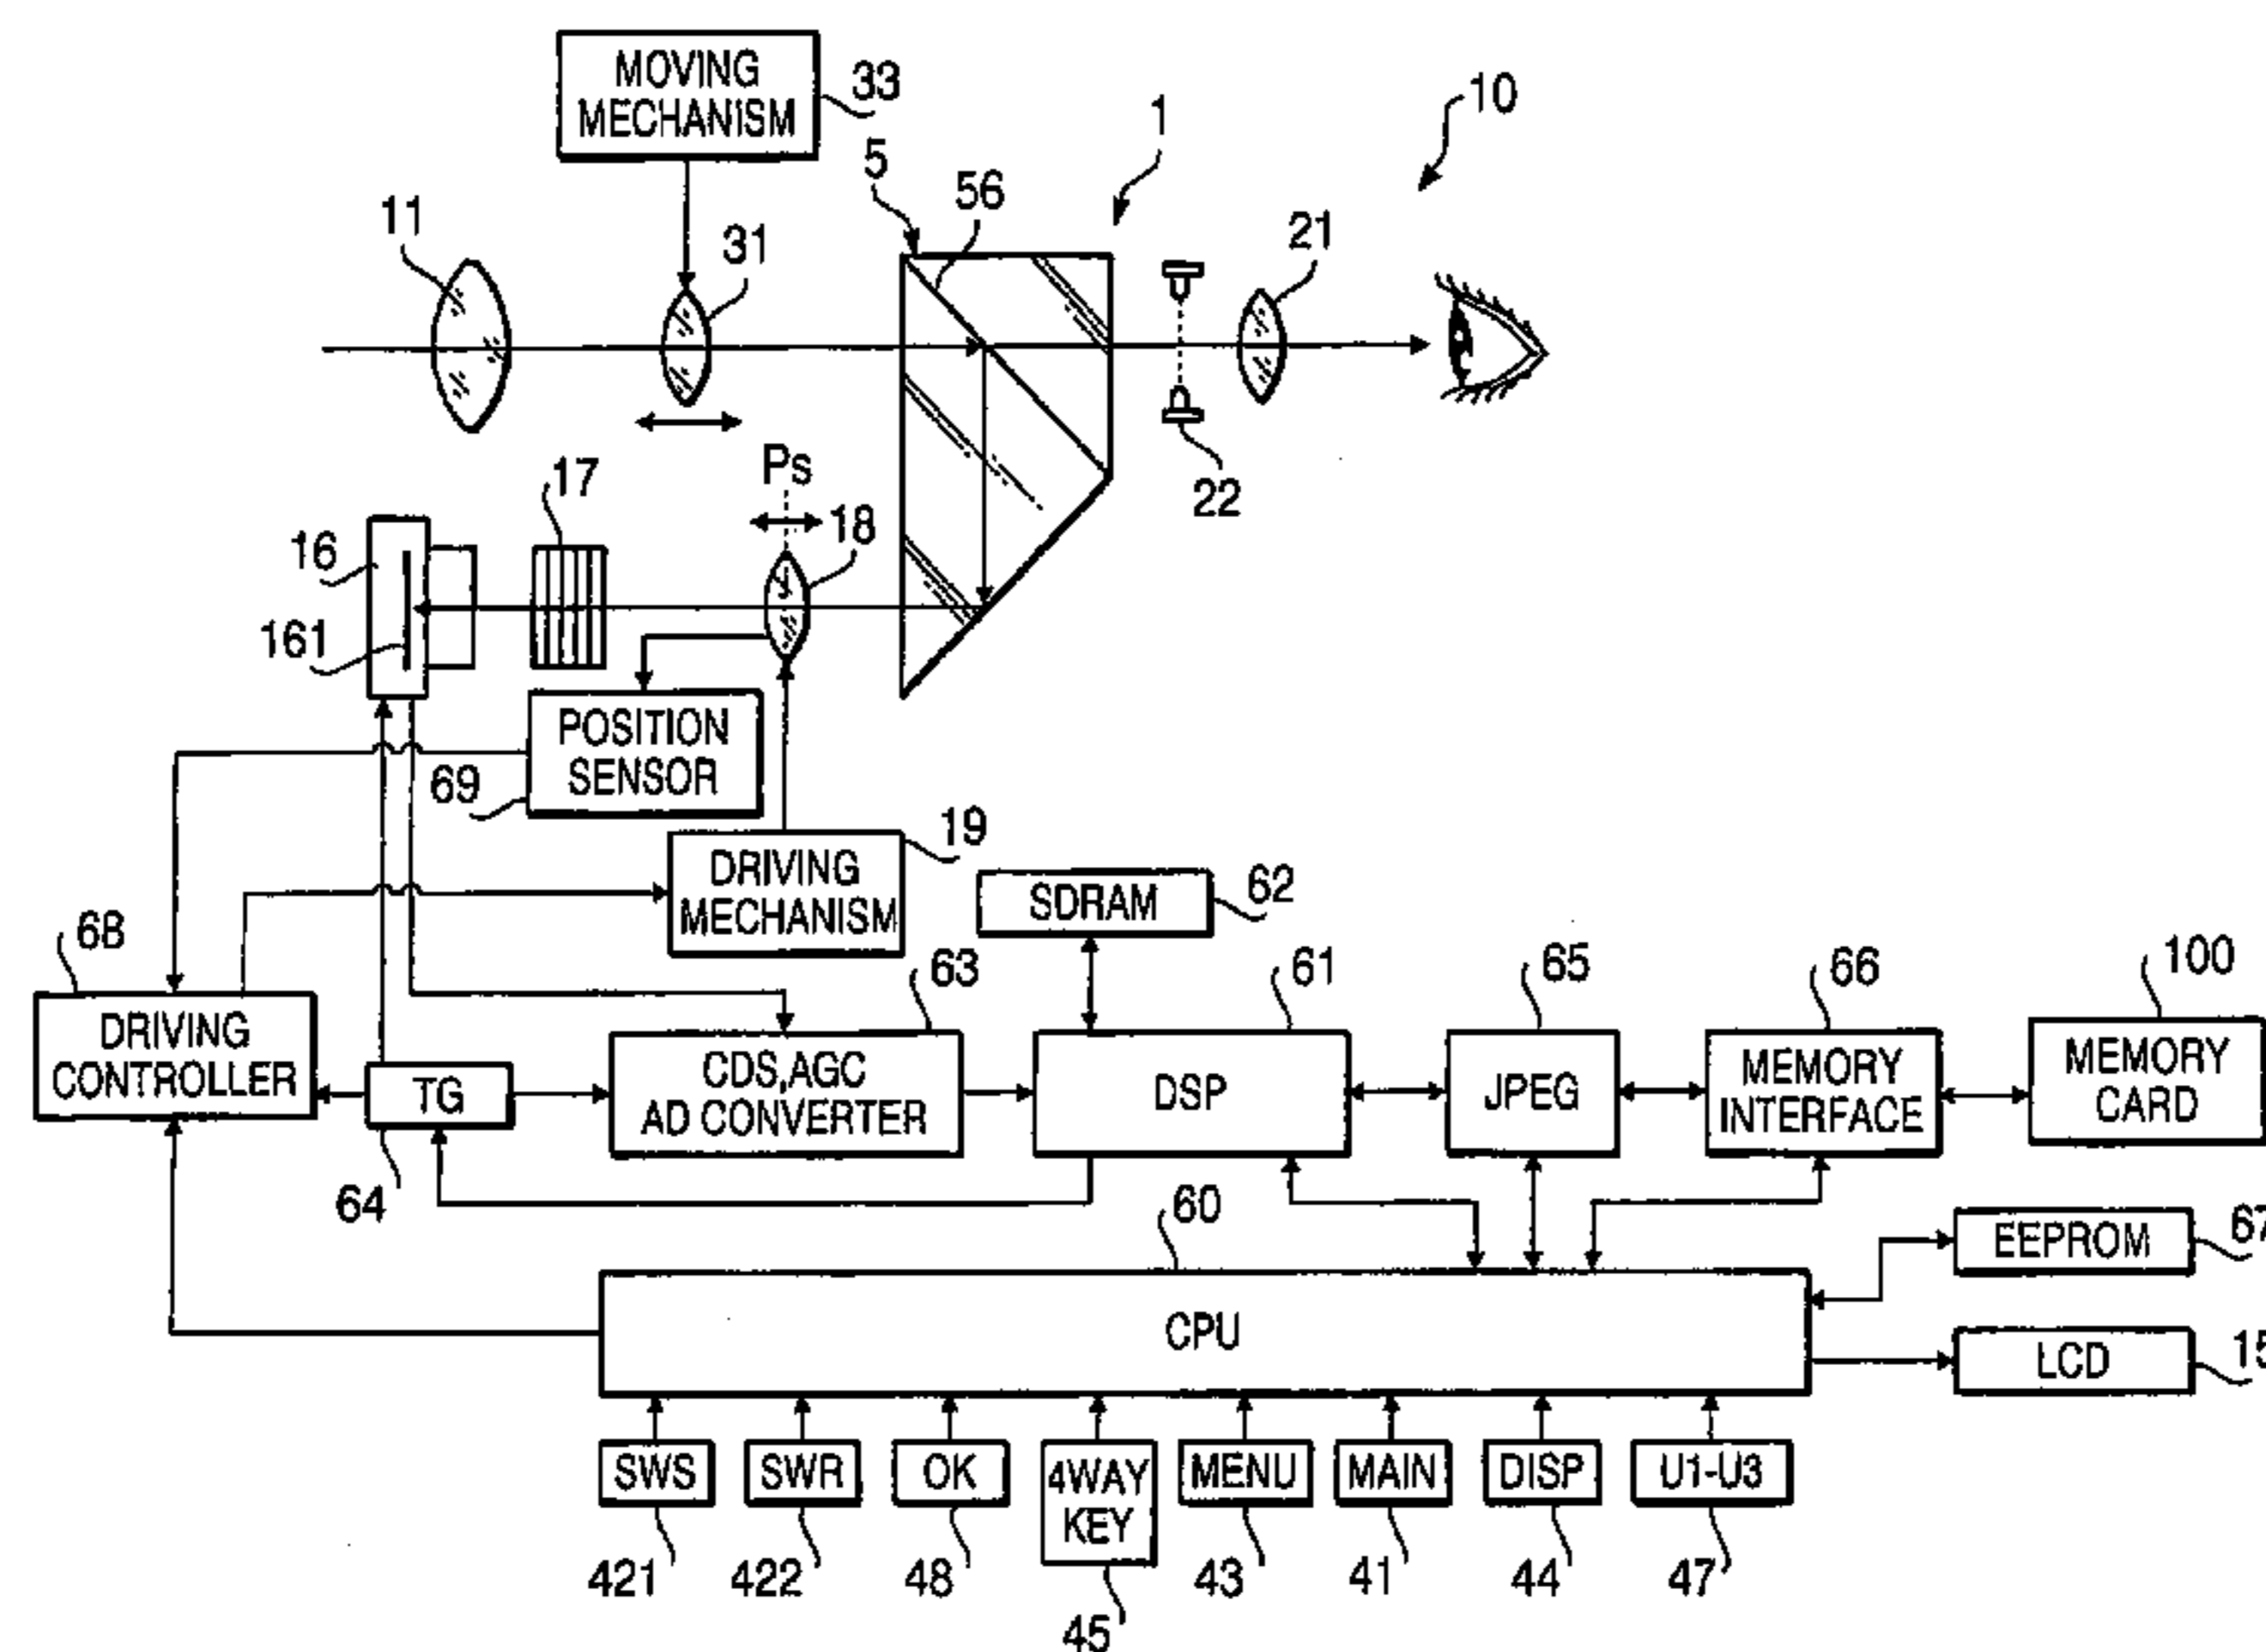 MOVING
MECHANISM
33
10
1
5
56
11
31
21
Ps
17
18
22
16
161
POSITION
SENSOR
69
19
DRIVING
MECHANISM
SDRAM
62
68
63
61
65
66
100
DRIVING
CONTROLLER
TG
CDS,AGC
AD CONVERTER
DSP
JPEG
MEMORY
INTERFACE
MEMORY
CARD
64
60
EEPROM
67
CPU
LCD
15
SWS
SWR
OK
4WAY
KEY
MENU
MAIN
DISP
U1-U3
421
422
48
45
43
41
44
47